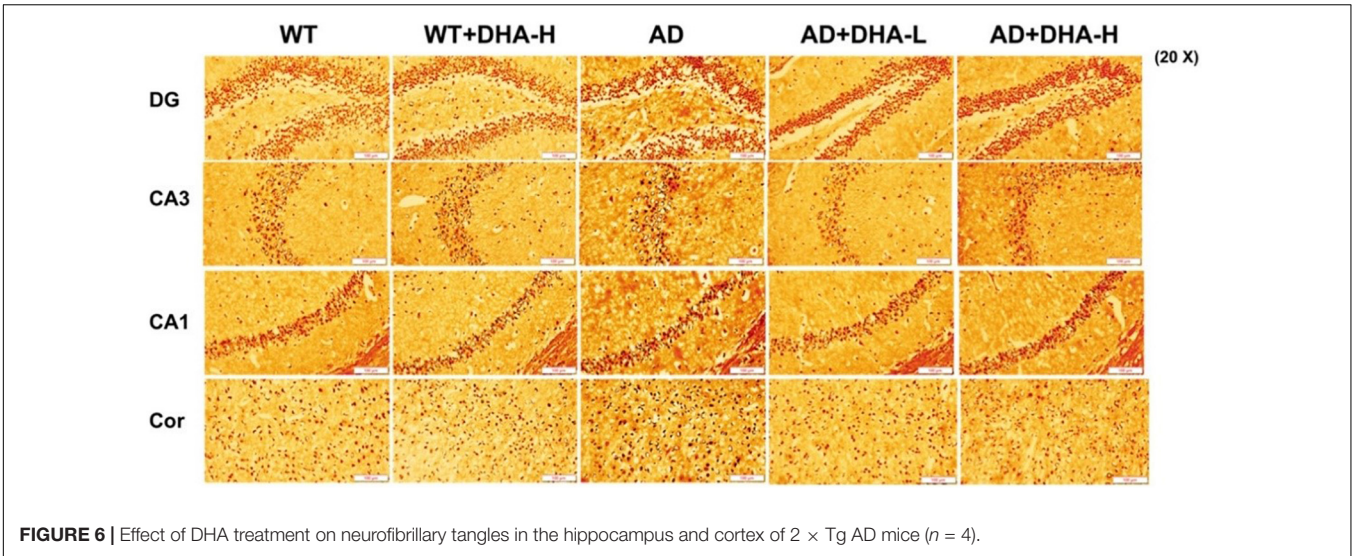 WT WT+DHA-H AD AD+DHA-L AD+DHA-H
(20 X)
DG
CA3
CA1
Cor
FIGURE 6 | Effect of DHA treatment on neurofibrillary tangles in the hippocampus and cortex of 2 × Tg AD mice (n = 4).